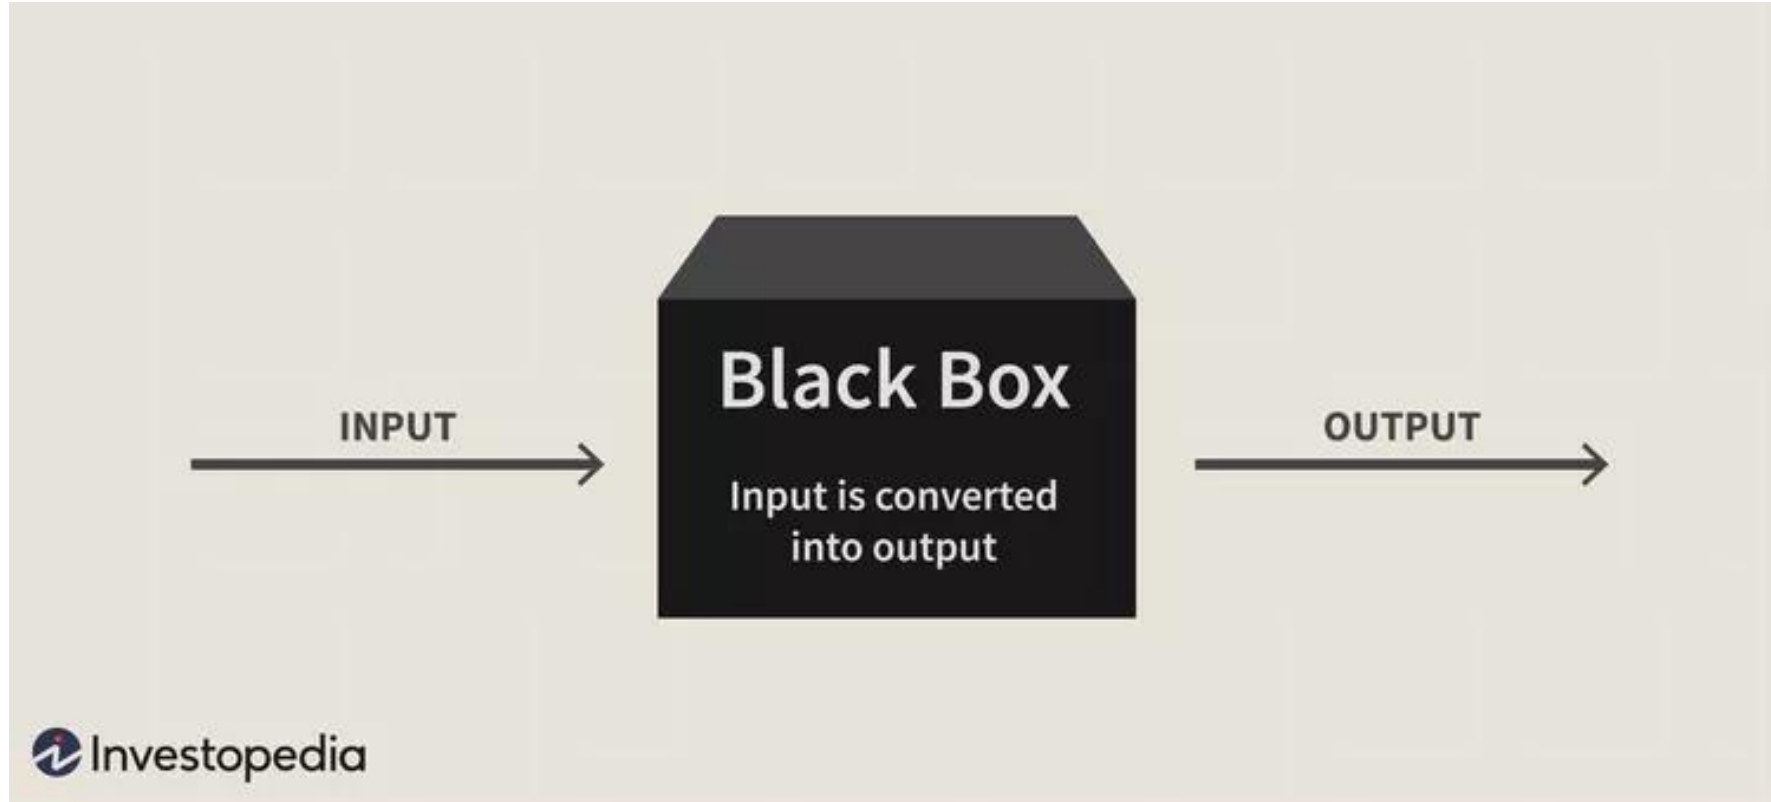 Black Box
INPUT
OUTPUT
Input is converted
into output
Investopedia